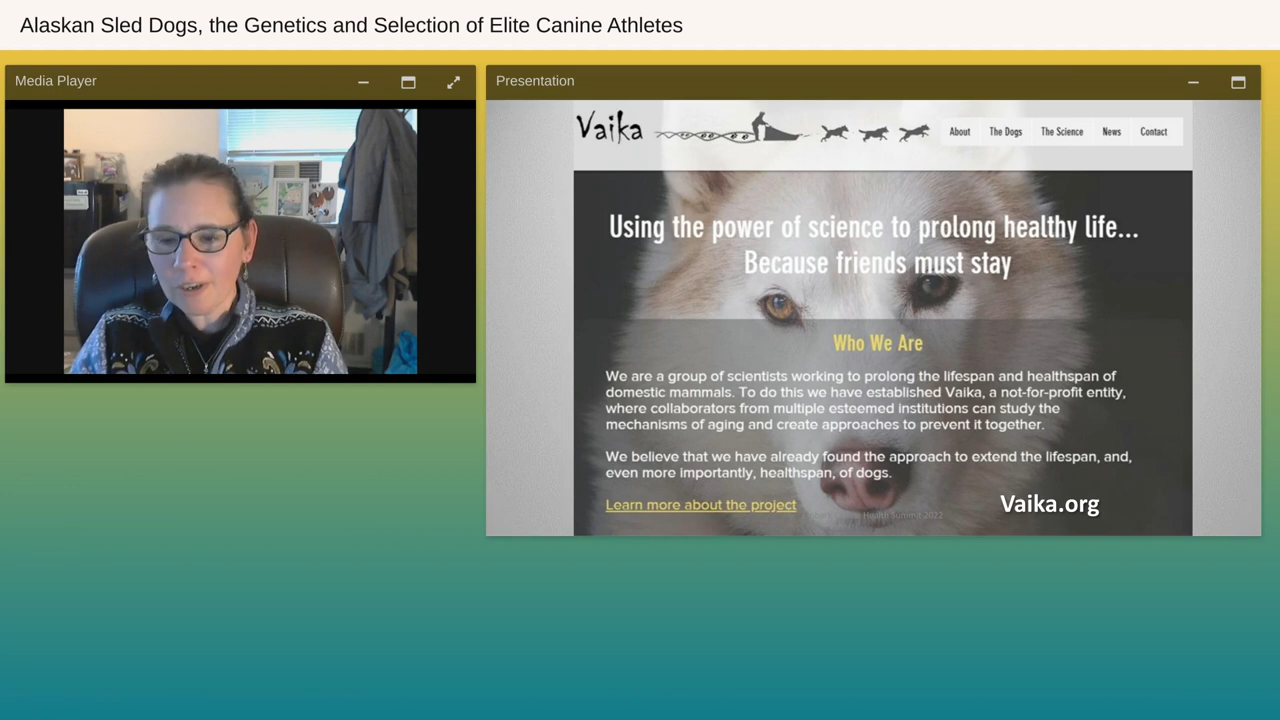 Alaskan Sled Dogs, the Genetics and Selection of Elite Canine Athletes
Media Player
Presentation
Vaika
About The Dogs The Science News Contact
Using the power of science to prolong healthy life...
Because friends must stay
Who We Are
We are a group of scientists working to prolong the lifespan and healthspan of
domestic mammals. To do this we have established Vaika, a not-for-profit entity,
where collaborators from multiple esteemed institutions can study the
mechanisms of aging and create approaches to prevent it together.
We believe that we have already found the approach to extend the lifespan, and,
even more importantly, healthspan, of dogs.
Learn more about the project
Vaika.org
Health Summit 2022